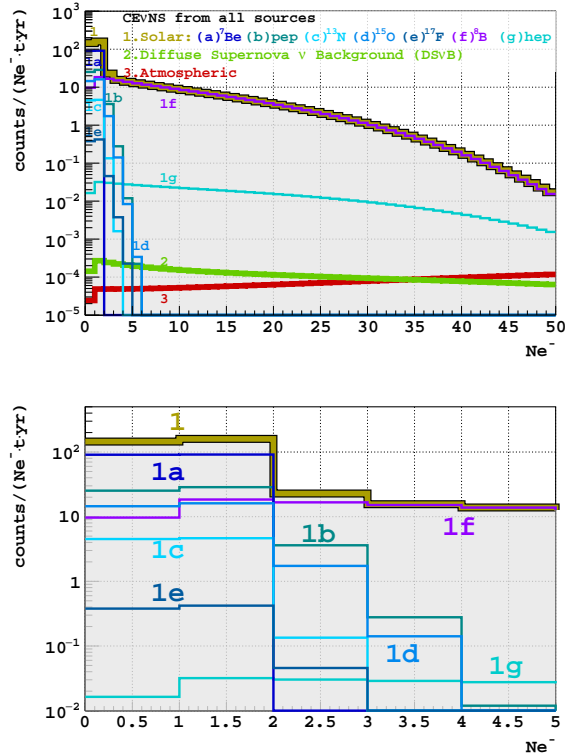 CEνNS from all sources
1.Solar: (a)⁷Be(b)pep (c)¹³N (d)¹⁵O (e)¹⁷F (f)⁸B (g)hep
2.Diffuse Supernova ν Background (DSνB)
3.Atmospheric
counts/(Ne⁻·t·yr)
10³
10²
10
1
10⁻¹
10⁻²
10⁻³
10⁻⁴
10⁻⁵
1
1a
1c
1b
1e
1f
1g
1d
2
3
0 5 10 15 20 25 30 35 40 45 50
Ne⁻
counts/(Ne⁻·t·yr)
10²
10
1
10⁻¹
10⁻²
1
1a
1f
1b
1c
1e
1d
1g
0 0.5 1 1.5 2 2.5 3 3.5 4 4.5 5
Ne⁻